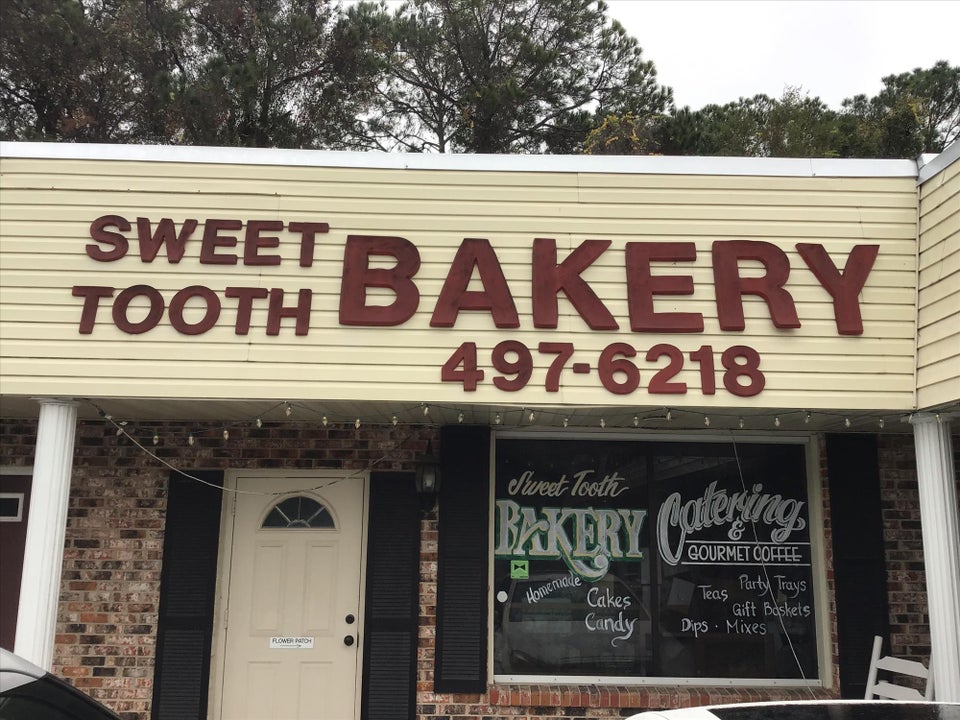 SWEET
TOOTH
BAKERY
497-6218
Sweet Tooth
BAKERY
Homemade
Cakes
Candy
Catering
&
GOURMET COFFEE
Teas
Party Trays
Gift Baskets
Dips · Mixes
FLOWER PATCH